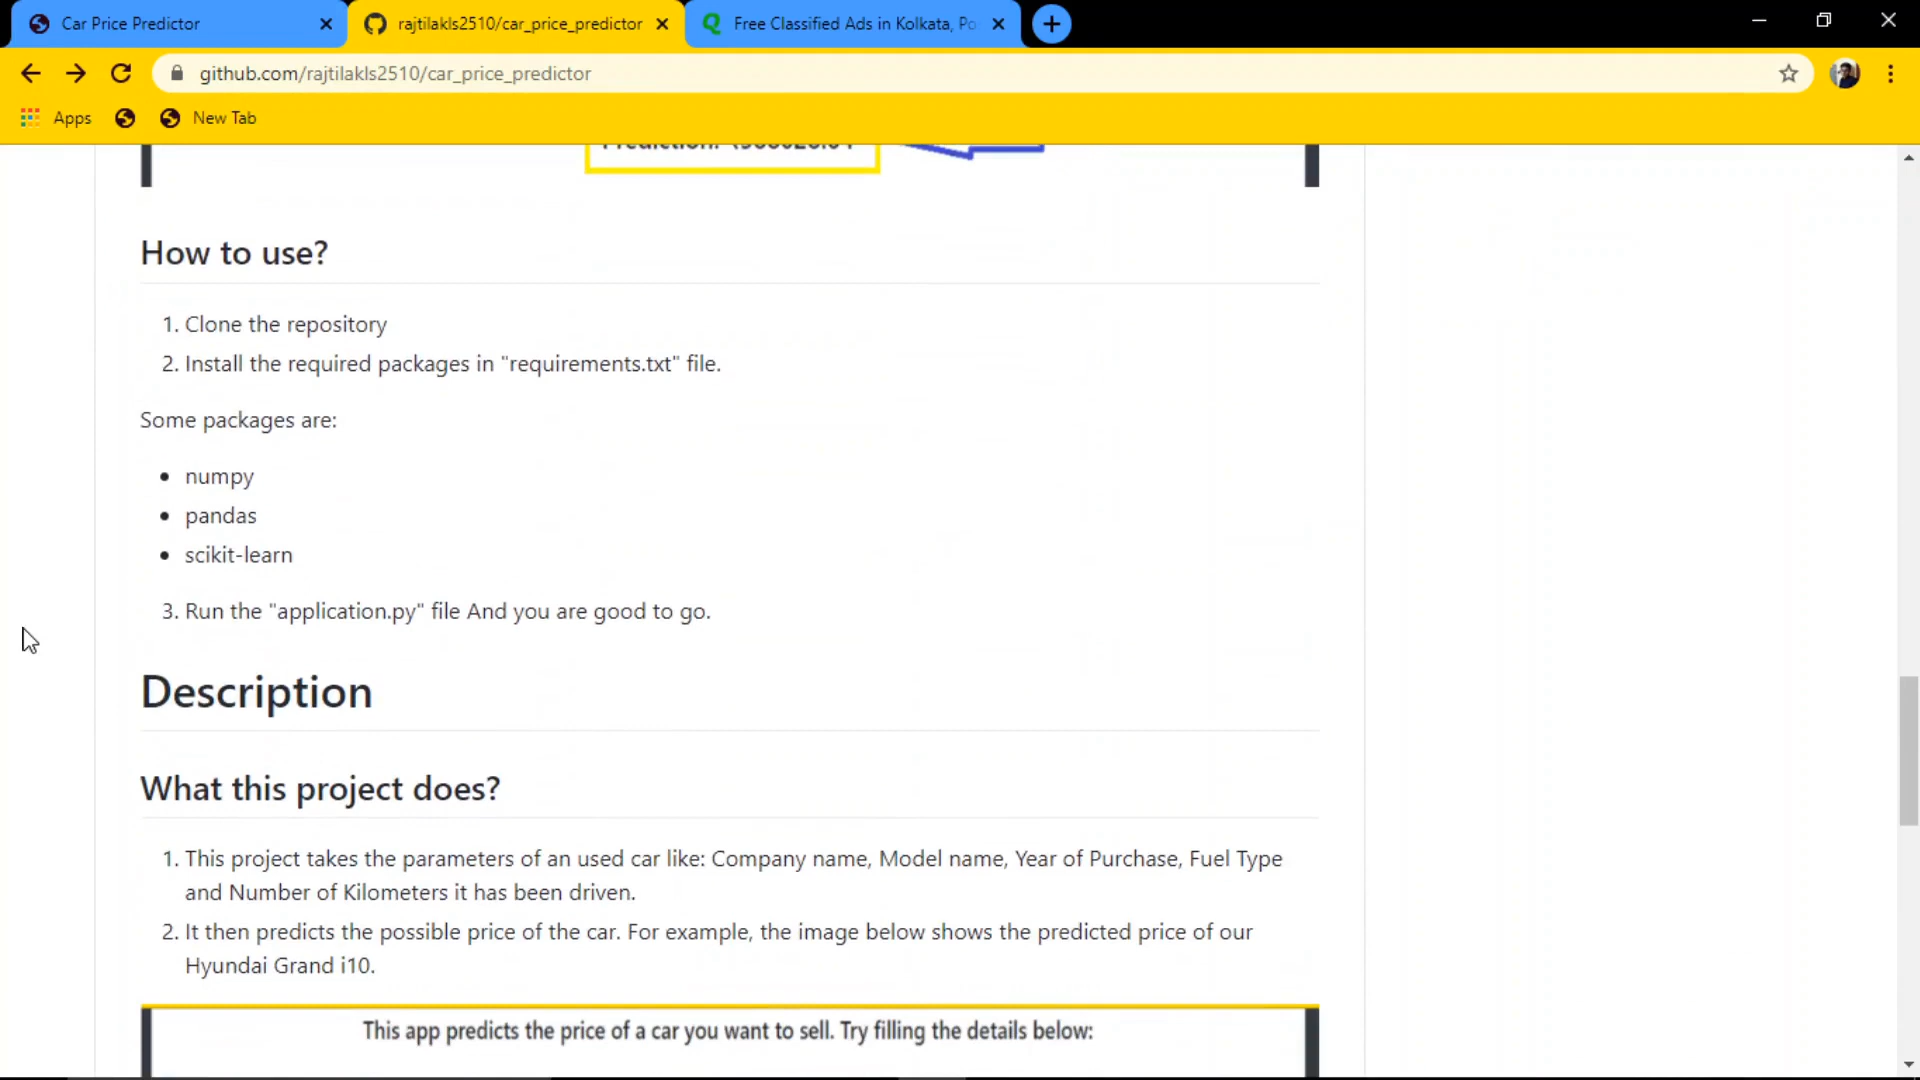 Car Price Predictor
rajtilakls2510/car_price_predictor
Free Classified Ads in Kolkata, Po
github.com/rajtilakls2510/car_price_predictor
Apps
New Tab
How to use?
1. Clone the repository
2. Install the required packages in "requirements.txt" file.
Some packages are:
• numpy
• pandas
• scikit-learn
3. Run the "application.py" file And you are good to go.
Description
What this project does?
1. This project takes the parameters of an used car like: Company name, Model name, Year of Purchase, Fuel Type
and Number of Kilometers it has been driven.
2. It then predicts the possible price of the car. For example, the image below shows the predicted price of our
Hyundai Grand i10.
This app predicts the price of a car you want to sell. Try filling the details below: